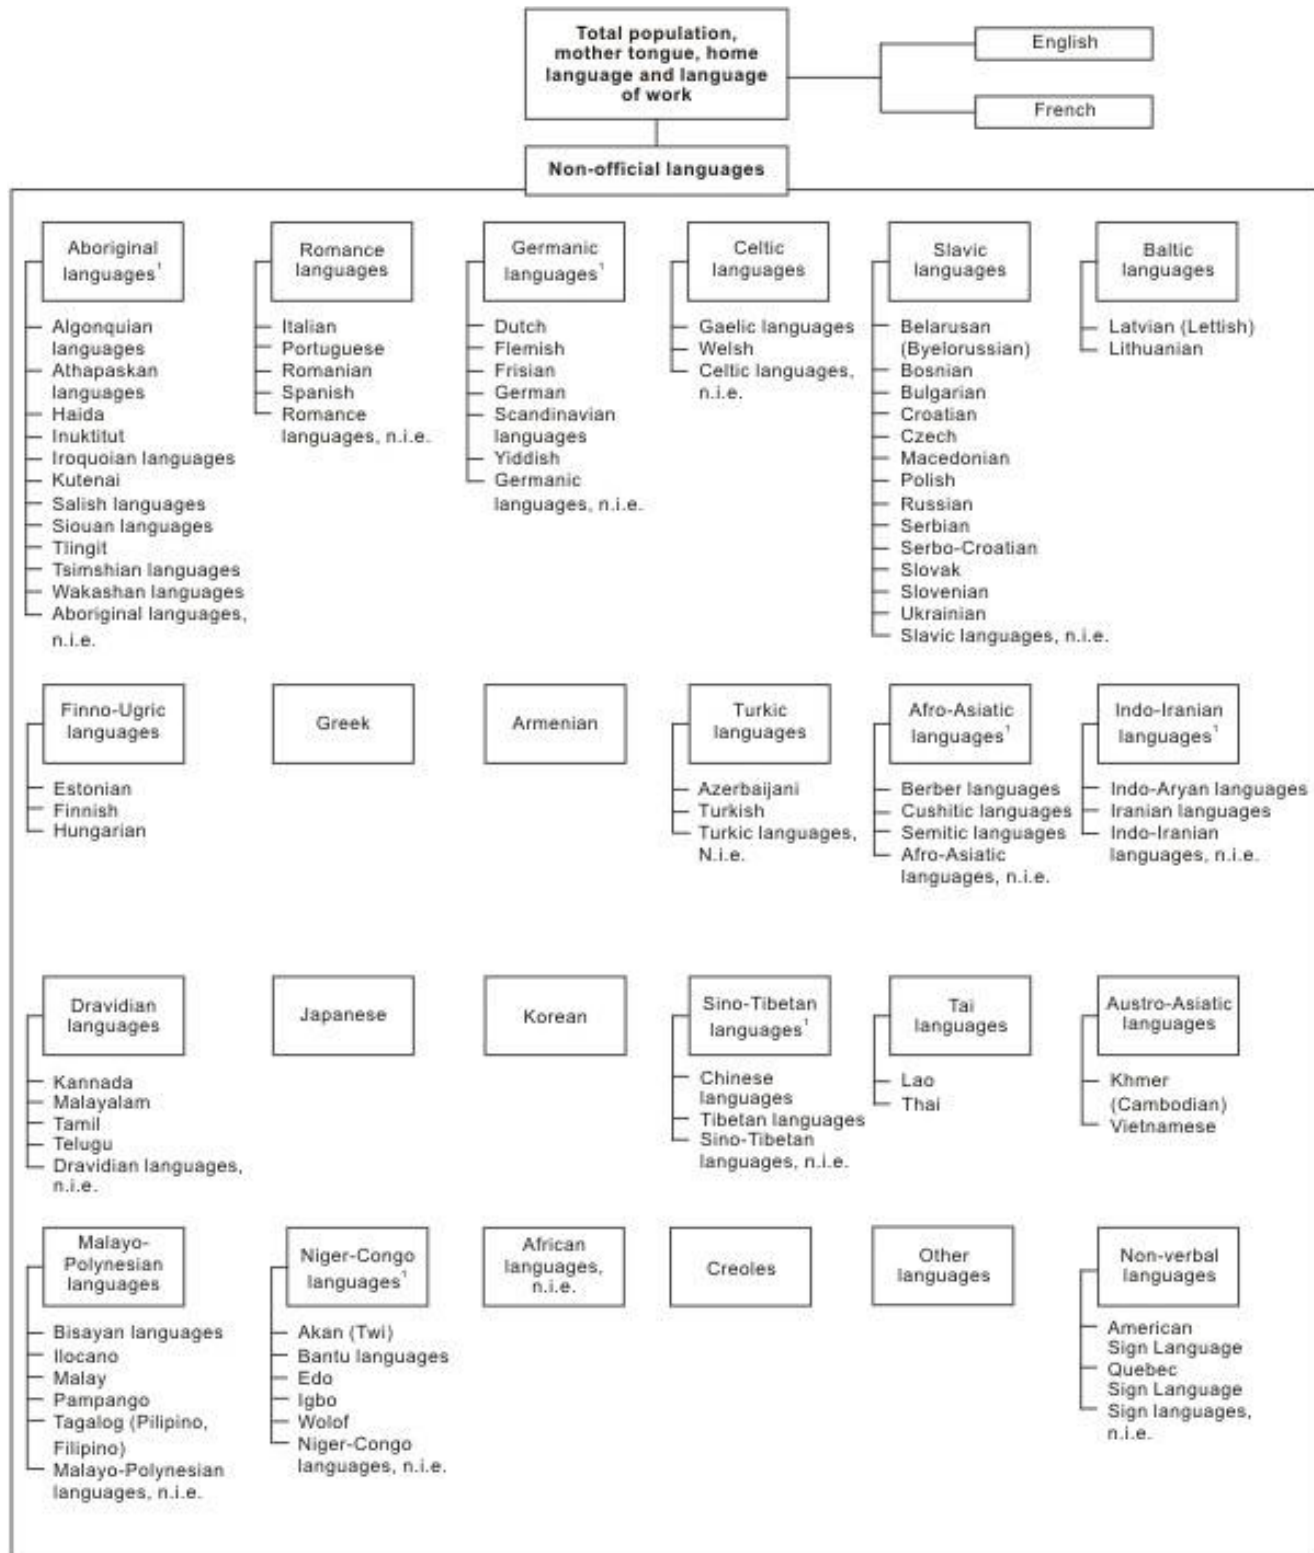 Total population,
mother tongue, home
language and language
of work
English
French
Non-official languages
Aboriginal
languages¹
Algonquian
languages
Athapaskan
languages
Haida
Inuktitut
Iroquoian languages
Kutenai
Salish languages
Siouan languages
Tlingit
Tsimshian languages
Wakashan languages
Aboriginal languages,
n.i.e.
Romance
languages
Italian
Portuguese
Romanian
Spanish
Romance
languages, n.i.e.
Germanic
languages¹
Dutch
Flemish
Frisian
German
Scandinavian
languages
Yiddish
Germanic
languages, n.i.e.
Celtic
languages
Gaelic languages
Welsh
Celtic languages,
n.i.e.
Slavic
languages
Belarusan
(Byelorussian)
Bosnian
Bulgarian
Croatian
Czech
Macedonian
Polish
Russian
Serbian
Serbo-Croatian
Slovak
Slovenian
Ukrainian
Slavic languages, n.i.e.
Baltic
languages
Latvian (Lettish)
Lithuanian
Finno-Ugric
languages
Estonian
Finnish
Hungarian
Greek
Armenian
Turkic
languages
Azerbaijani
Turkish
Turkic languages,
N.i.e.
Afro-Asiatic
languages¹
Berber languages
Cushitic languages
Semitic languages
Afro-Asiatic
languages, n.i.e.
Indo-Iranian
languages¹
Indo-Aryan languages
Iranian languages
Indo-Iranian
languages, n.i.e.
Dravidian
languages
Kannada
Malayalam
Tamil
Telugu
Dravidian languages,
n.i.e.
Japanese
Korean
Sino-Tibetan
languages¹
Chinese
languages
Tibetan languages
Sino-Tibetan
languages, n.i.e.
Tai
languages
Lao
Thai
Austro-Asiatic
languages
Khmer
(Cambodian)
Vietnamese
Malayo-
Polynesian
languages
Bisayan languages
Ilocano
Malay
Pampango
Tagalog (Pilipino,
Filipino)
Malayo-Polynesian
languages, n.i.e.
Niger-Congo
languages¹
Akan (Twi)
Bantu languages
Edo
Igbo
Wolof
Niger-Congo
languages, n.i.e.
African
languages,
n.i.e.
Creoles
Other
languages
Non-verbal
languages
American
Sign Language
Quebec
Sign Language
Sign languages,
n.i.e.